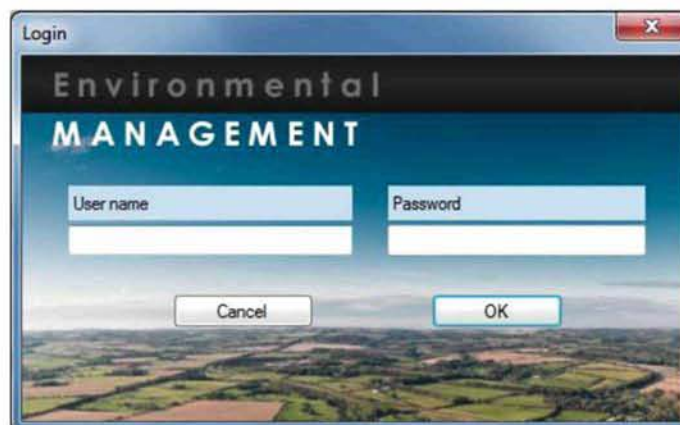 Login
Environmental
MANAGEMENT
User name Password
Cancel OK